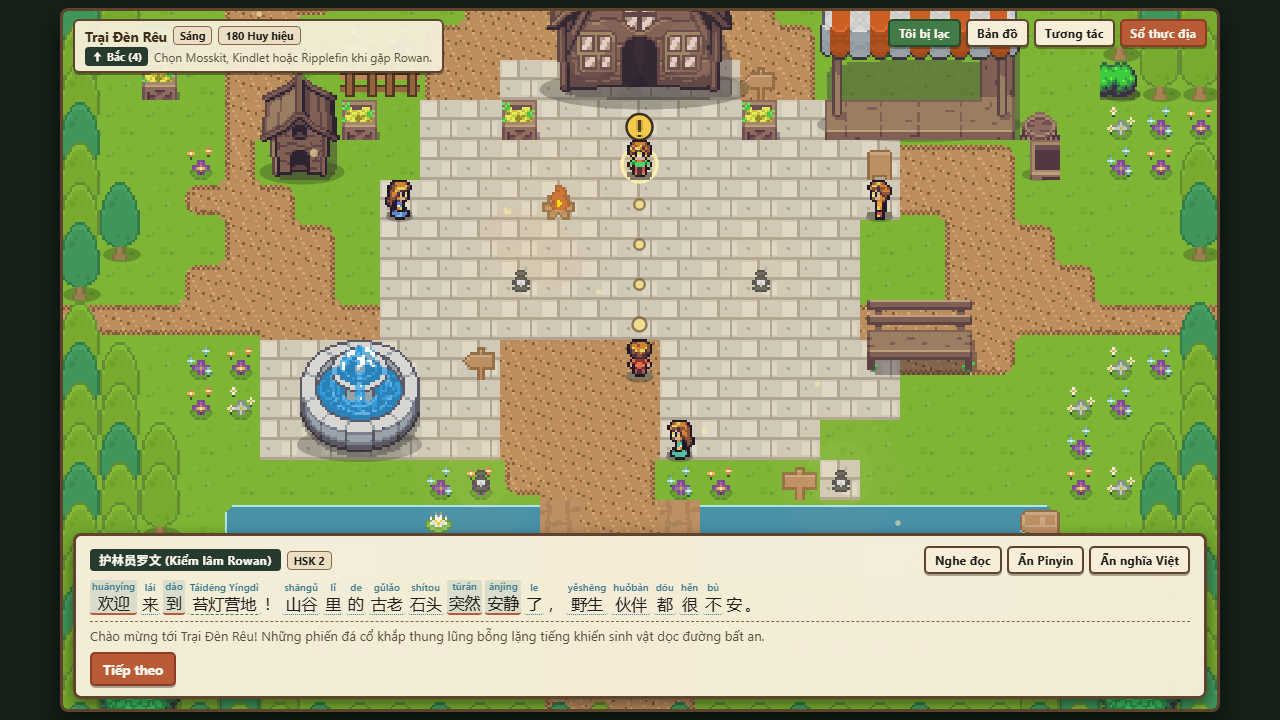 Trại Đèn Rêu Sáng 180 Huy hiệu
↑ Bắc (4) Chọn Mosskit, Kindlet hoặc Ripplefin khi gặp Rowan.
Tôi bị lạc Bản đồ Tương tác Sổ thực địa
!
护林员罗文 (Kiểm lâm Rowan) HSK 2
Nghe đọc Ẩn Pinyin Ẩn nghĩa Việt
huānyíng lái dào Táidēng Yíngdì shāngǔ lǐ de gǔlǎo shítou tūrán ānjìng le yěshēng huǒbàn dōu hěn bù
欢迎 来 到 苔灯营地 ！ 山谷 里 的 古老 石头 突然 安静 了 ， 野生 伙伴 都 很 不 安 。
Chào mừng tới Trại Đèn Rêu! Những phiến đá cổ khắp thung lũng bỗng lặng tiếng khiến sinh vật dọc đường bất an.
Tiếp theo